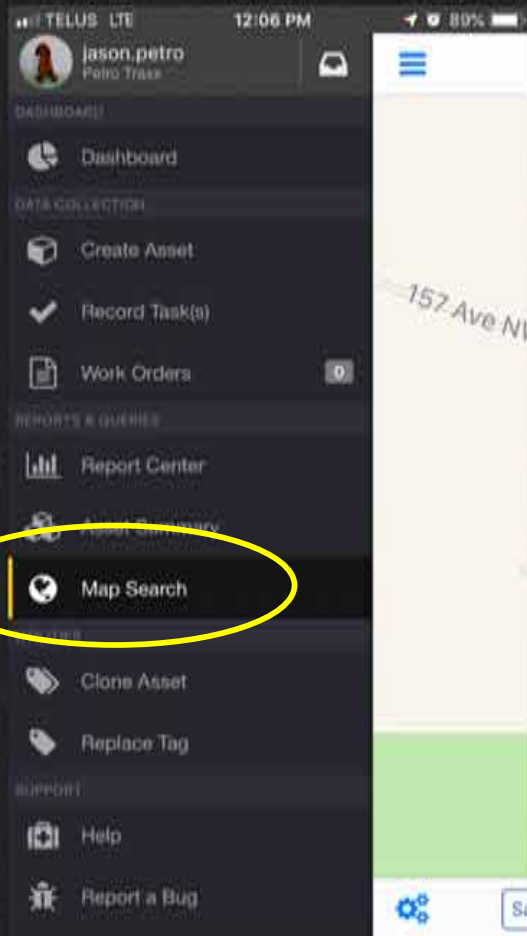 TELUS LTE 12:06 PM 89%
jason.petro
Petro Traxx
DASHBOARD
Dashboard
DATA COLLECTION
Create Asset
Record Task(s)
Work Orders 0
REPORTS & QUERIES
Report Center
Asset Summary
Map Search
Clone Asset
Replace Tag
SUPPORT
Help
Report a Bug
157 Ave NW